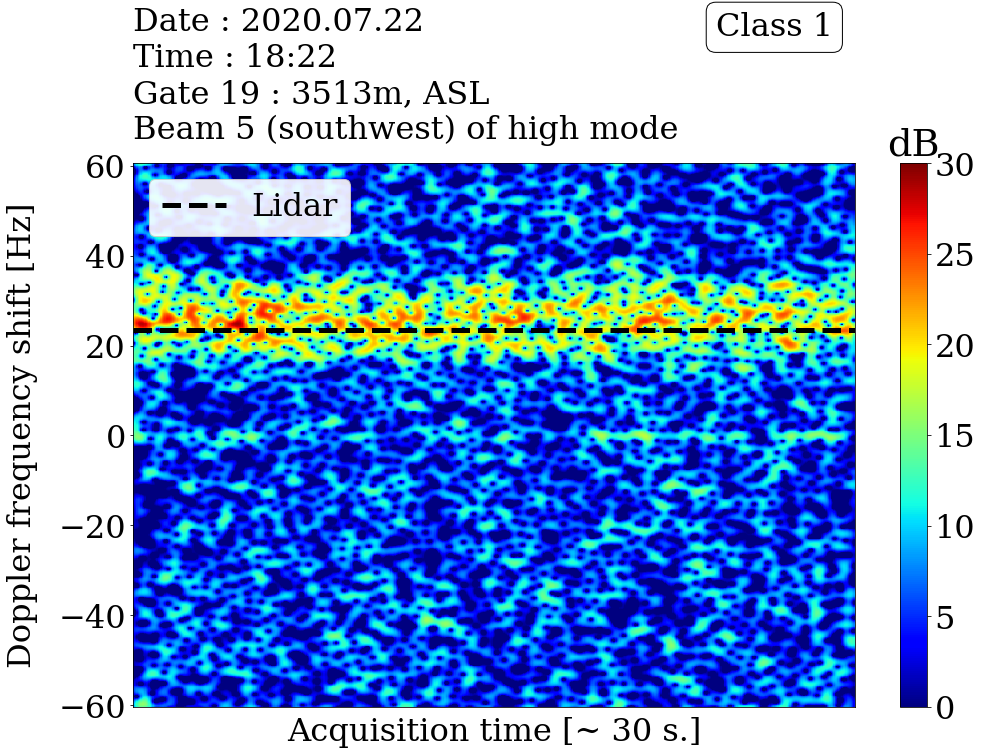 Date : 2020.07.22
Time : 18:22
Gate 19 : 3513m, ASL
Beam 5 (southwest) of high mode
Class 1
dB
60
40
20
0
−20
−40
−60
Doppler frequency shift [Hz]
Lidar
30
25
20
15
10
5
0
Acquisition time [~ 30 s.]